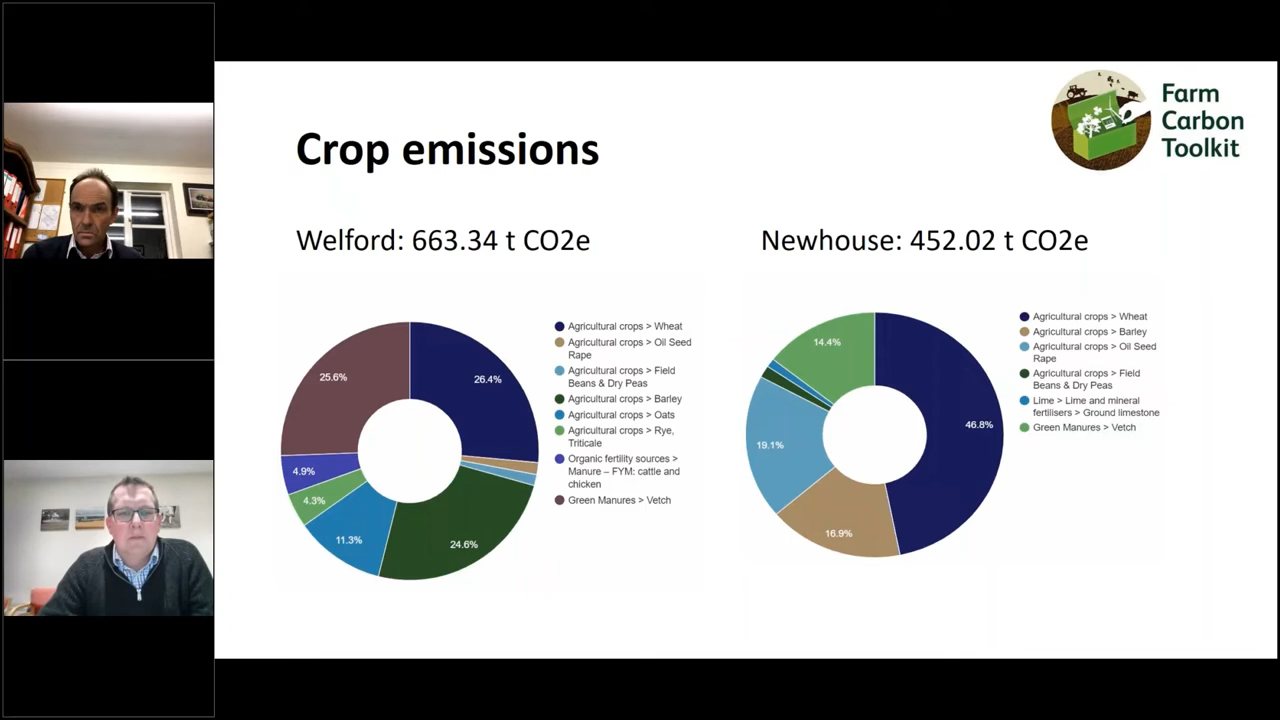 Farm
Carbon
Toolkit
Crop emissions
Welford: 663.34 t CO2e
25.6%
26.4%
4.9%
4.3%
11.3%
24.6%
Agricultural crops > Wheat
Agricultural crops > Oil Seed
Rape
Agricultural crops > Field
Beans & Dry Peas
Agricultural crops > Barley
Agricultural crops > Oats
Agricultural crops > Rye,
Triticale
Organic fertility sources >
Manure – FYM: cattle and
chicken
Green Manures > Vetch
Newhouse: 452.02 t CO2e
14.4%
46.8%
19.1%
16.9%
Agricultural crops > Wheat
Agricultural crops > Barley
Agricultural crops > Oil Seed
Rape
Agricultural crops > Field
Beans & Dry Peas
Lime > Lime and mineral
fertilisers > Ground limestone
Green Manures > Vetch